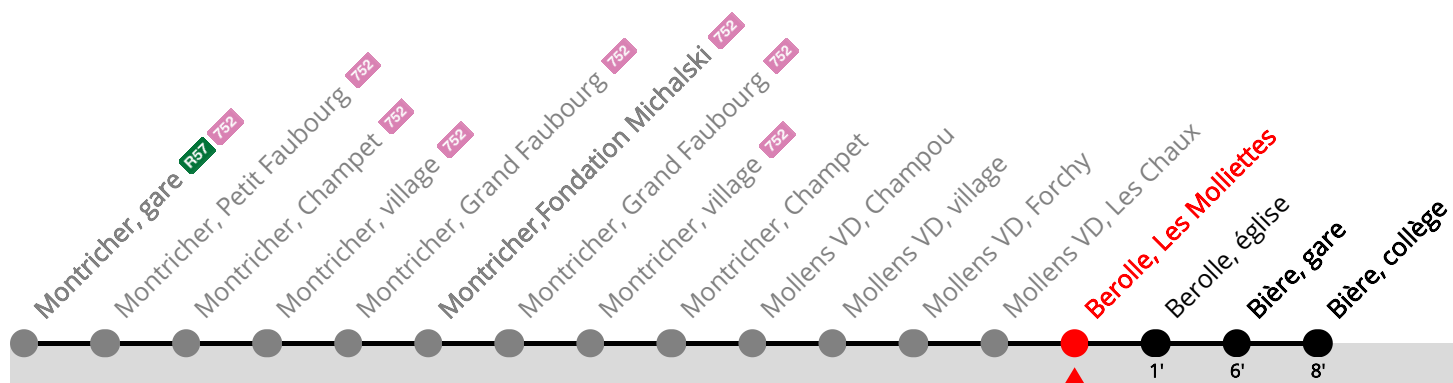 Montricher, gare R57 752
Montricher, Petit Faubourg 752
Montricher, Champet 752
Montricher, village 752
Montricher, Grand Faubourg 752
Montricher,Fondation Michalski 752
Montricher, Grand Faubourg 752
Montricher, village 752
Montricher, Champet
Mollens VD, Champou
Mollens VD, village
Mollens VD, Forchy
Mollens VD, Les Chaux
Berolle, Les Molliettes
Berolle, église
Bière, gare
Bière, collège
1' 6' 8'